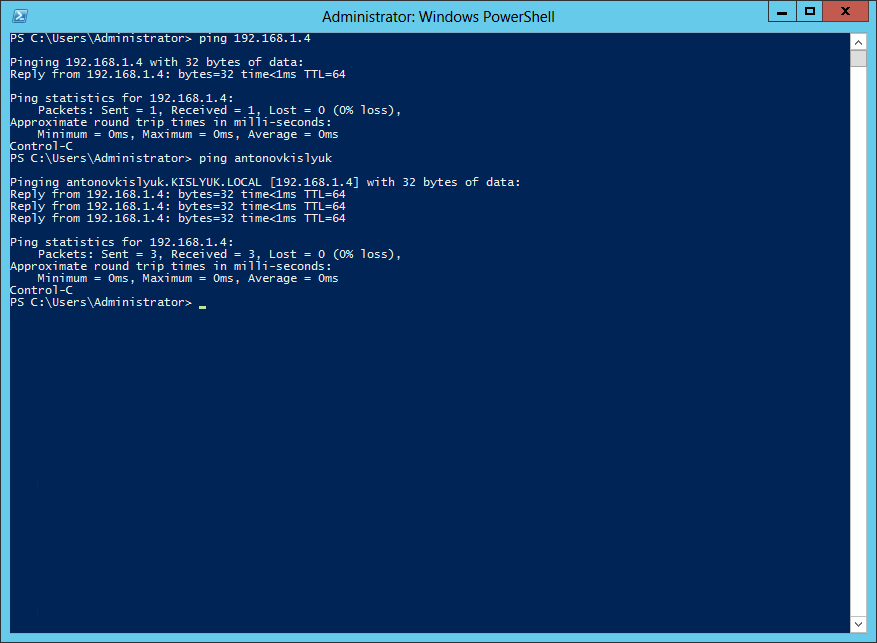 Administrator: Windows PowerShell
PS C:\Users\Administrator> ping 192.168.1.4
Pinging 192.168.1.4 with 32 bytes of data:
Reply from 192.168.1.4: bytes=32 time<1ms TTL=64
Ping statistics for 192.168.1.4:
    Packets: Sent = 1, Received = 1, Lost = 0 (0% loss),
Approximate round trip times in milli-seconds:
    Minimum = 0ms, Maximum = 0ms, Average = 0ms
Control-C
PS C:\Users\Administrator> ping antonovkislyuk
Pinging antonovkislyuk.KISLYUK.LOCAL [192.168.1.4] with 32 bytes of data:
Reply from 192.168.1.4: bytes=32 time<1ms TTL=64
Reply from 192.168.1.4: bytes=32 time<1ms TTL=64
Reply from 192.168.1.4: bytes=32 time<1ms TTL=64
Ping statistics for 192.168.1.4:
    Packets: Sent = 3, Received = 3, Lost = 0 (0% loss),
Approximate round trip times in milli-seconds:
    Minimum = 0ms, Maximum = 0ms, Average = 0ms
Control-C
PS C:\Users\Administrator> _